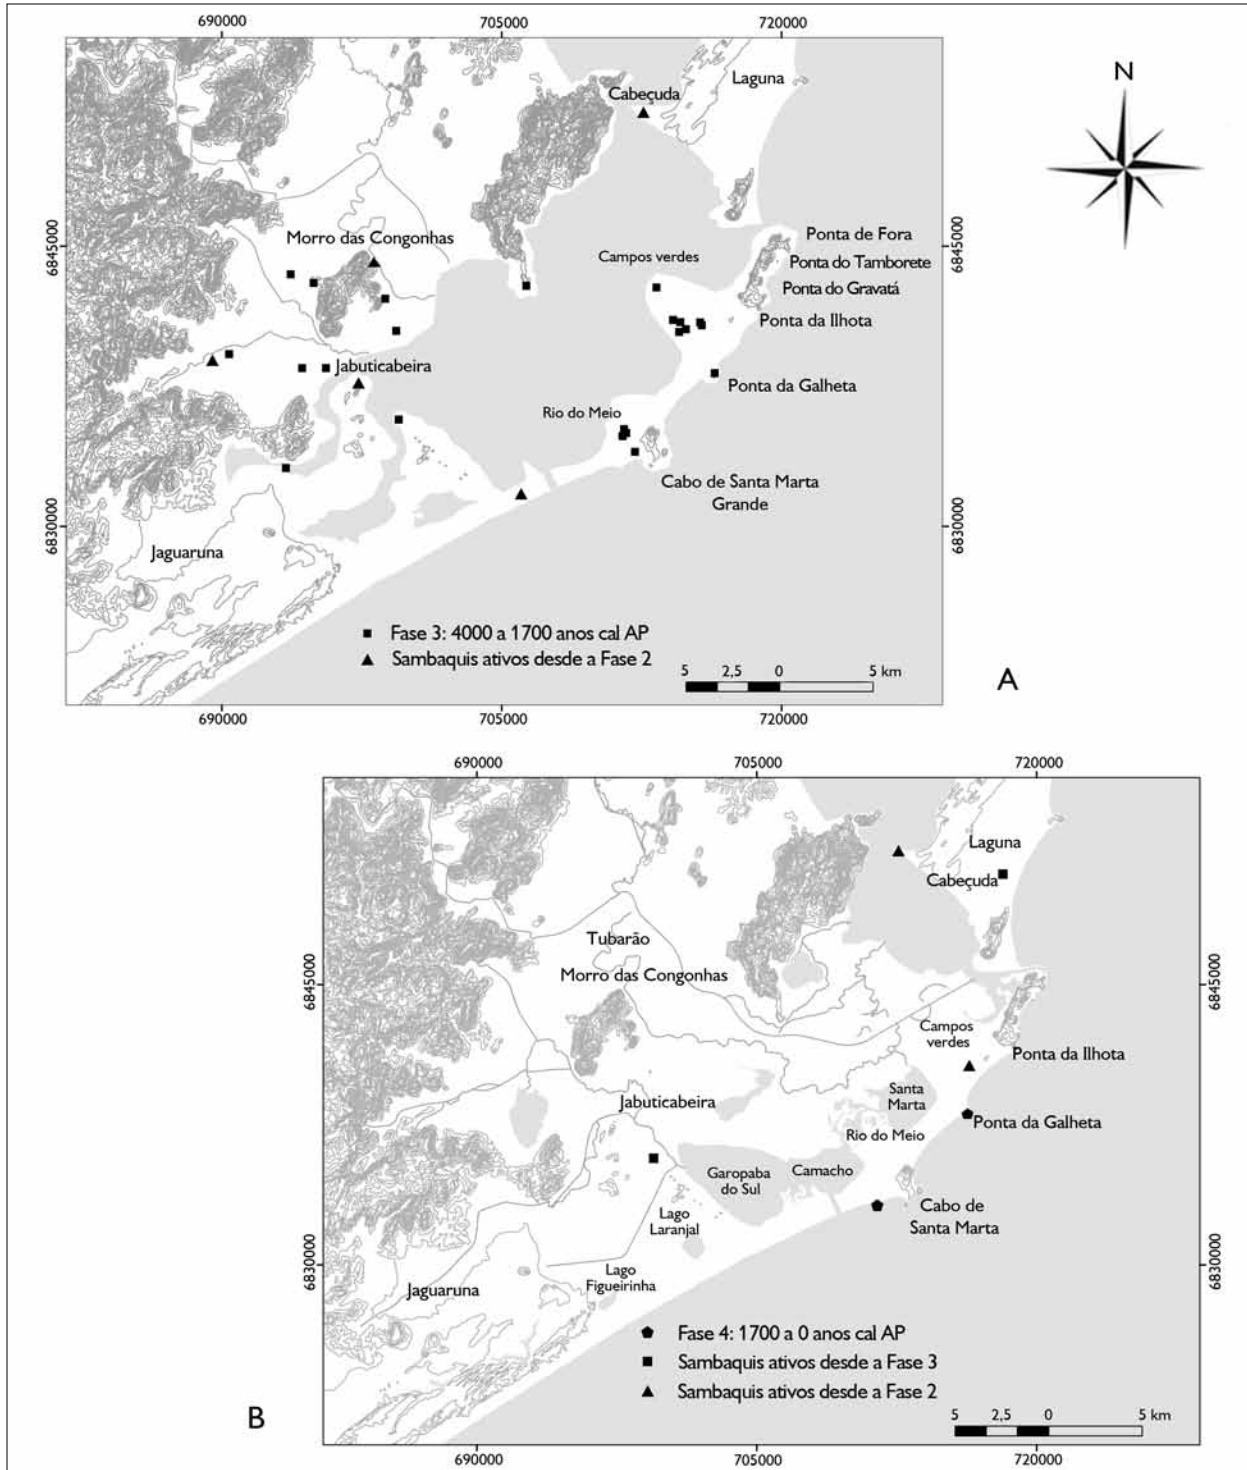 690000
705000
720000
N
Laguna
Cabeçuda
6845000
6845000
Morro das Congonhas
Campos verdes
Ponta de Fora
Ponta do Tamborete
Ponta do Gravatá
Ponta da Ilhota
Jabuticabeira
Ponta da Galheta
Rio do Meio
Cabo de Santa Marta
Grande
6830000
6830000
Jaguaruna
Fase 3: 4000 a 1700 anos cal AP
Sambaquis ativos desde a Fase 2
5 2,5 0 5 km
A
690000
705000
720000
690000
705000
720000
Laguna
Cabeçuda
Tubarão
Morro das Congonhas
6845000
6845000
Campos
verdes
Ponta da Ilhota
Santa
Marta
Jabuticabeira
Ponta da Galheta
Rio do Meio
Garopaba
do Sul
Camacho
Cabo de
Santa Marta
Lago
Laranjal
6830000
6830000
Lago
Figueirinha
Jaguaruna
Fase 4: 1700 a 0 anos cal AP
Sambaquis ativos desde a Fase 3
Sambaquis ativos desde a Fase 2
5 2,5 0 5 km
B
690000
705000
720000